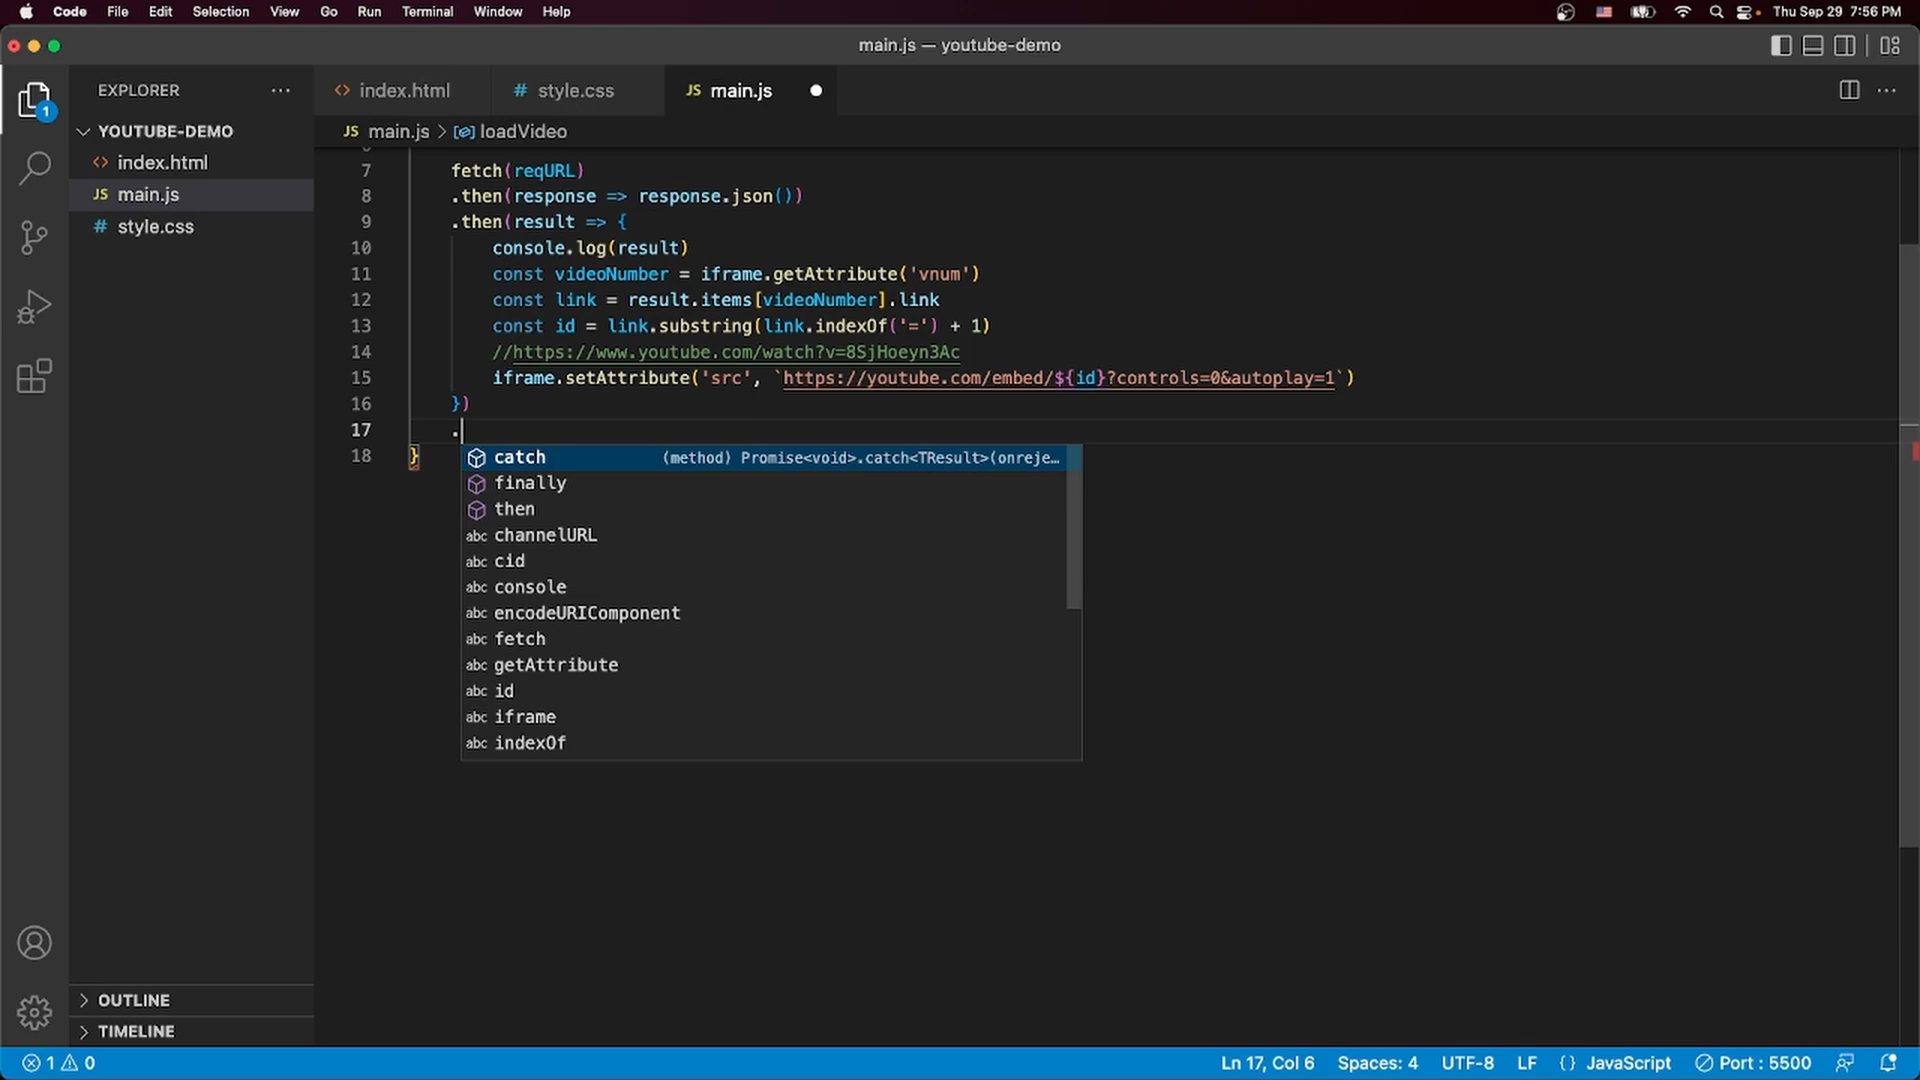 Code File Edit Selection View Go Run Terminal Window Help Thu Sep 29 7:56 PM
main.js — youtube-demo
EXPLORER
index.html
style.css
JS main.js
YOUTUBE-DEMO
JS main.js > loadVideo
index.html
JS main.js
# style.css
7 fetch(reqURL)
8 .then(response => response.json())
9 .then(result => {
10 console.log(result)
11 const videoNumber = iframe.getAttribute('vnum')
12 const link = result.items[videoNumber].link
13 const id = link.substring(link.indexOf('=') + 1)
14 //https://www.youtube.com/watch?v=8SjHoeyn3Ac
15 iframe.setAttribute('src', `https://youtube.com/embed/${id}?controls=0&autoplay=1`)
16 })
17 .
18 }
catch (method) Promise<void>.catch<TResult>(onreje…
finally
then
abc channelURL
abc cid
abc console
abc encodeURIComponent
abc fetch
abc getAttribute
abc id
abc iframe
abc indexOf
1
OUTLINE
TIMELINE
1 0 Ln 17, Col 6 Spaces: 4 UTF-8 LF {} JavaScript Port : 5500